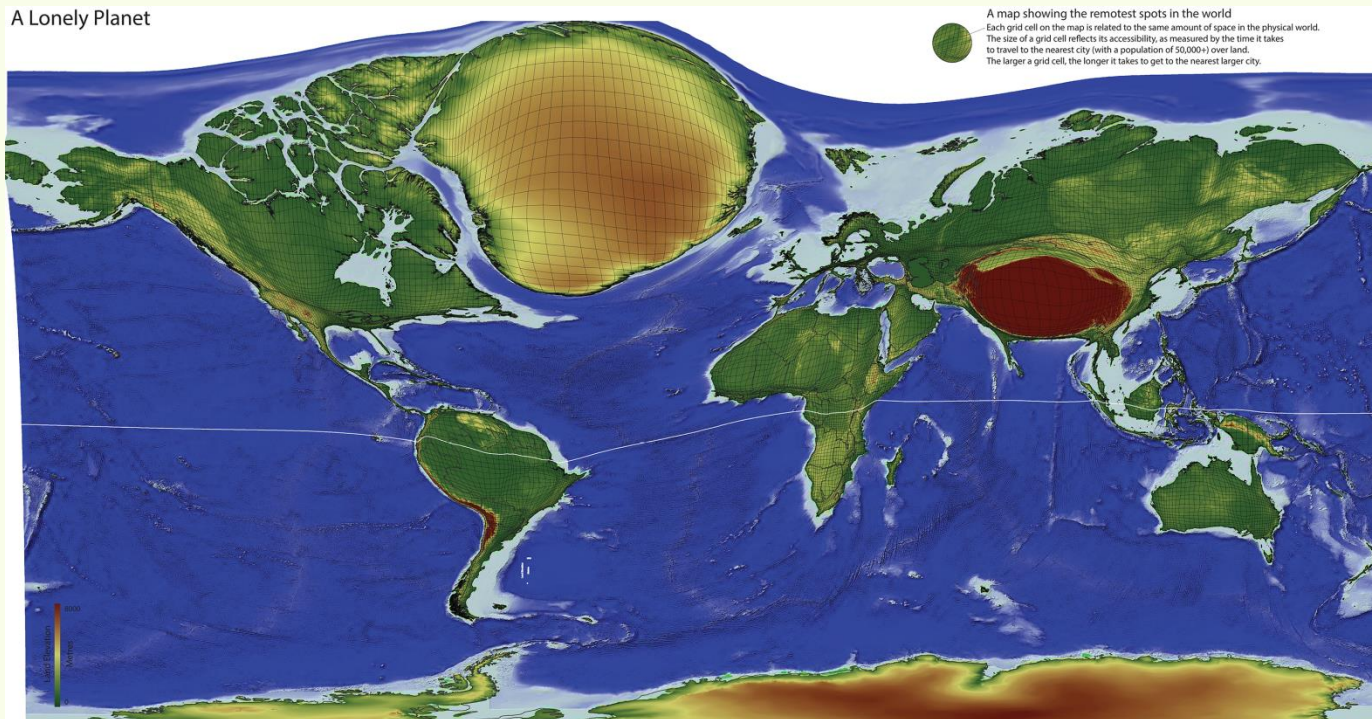 A Lonely Planet
A map showing the remotest spots in the world
Each grid cell on the map is related to the same amount of space in the physical world.
The size of a grid cell reflects its accessibility, as measured by the time it takes
to travel to the nearest city (with a population of 50,000+) over land.
The larger a grid cell, the longer it takes to get to the nearest larger city.
8000
Land Elevation
Metres
0